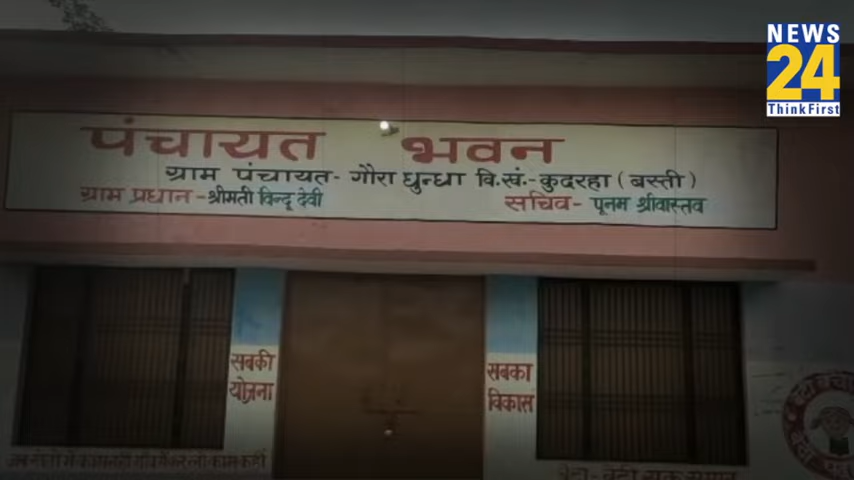 NEWS
24
ThinkFirst
पंचायत भवन
ग्राम पंचायत- गौरा धुन्धा वि.खं.- कुदरहा (बस्ती)
ग्राम प्रधान - श्रीमती विन्दू देवी सचिव- पूनम श्रीवास्तव
सबकी
योजना
सबका
विकास